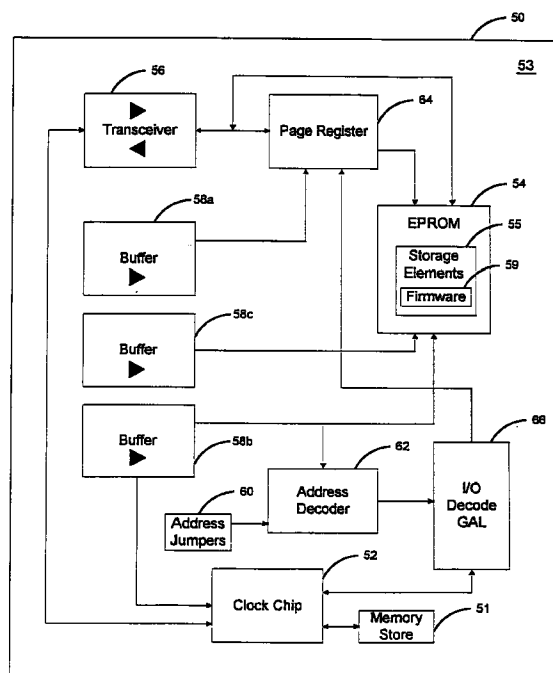 50
53
56
Transceiver
64
Page Register
54
EPROM
55
Storage
Elements
59
Firmware
58a
Buffer
58c
Buffer
58b
Buffer
62
Address
Decoder
66
I/O
Decode
GAL
60
Address
Jumpers
52
Clock Chip
51
Memory
Store